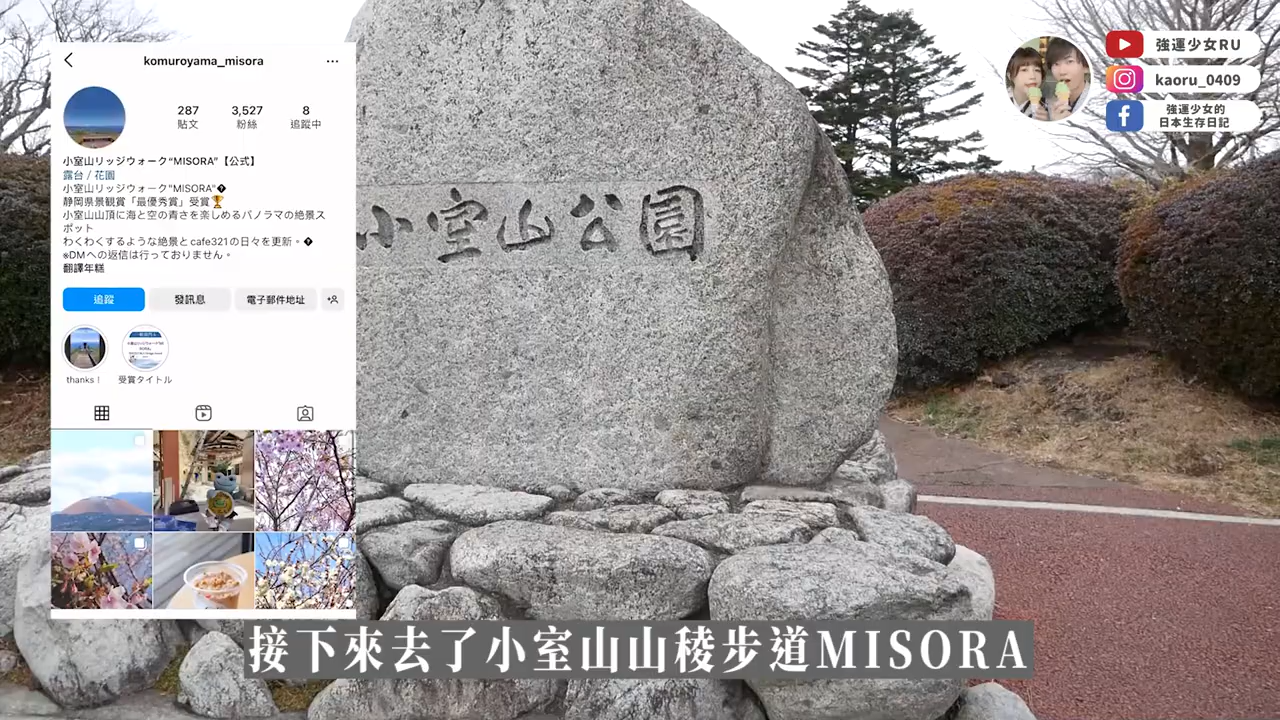 komuroyama_misora
287
貼文
3,527
粉絲
8
追蹤中
小室山リッジウォーク“MISORA”【公式】
露台 / 花園
小室山リッジウォーク"MISORA"�
静岡県景観賞「最優秀賞」受賞🏆
小室山山頂に海と空の青さを楽しめるパノラマの絶景ス
ポット
わくわくするような絶景とcafe321の日々を更新。�
※DMへの返信は行っておりません。
翻譯年糕
追蹤
發訊息
電子郵件地址
thanks！
受賞タイトル
小室山公園
強運少女RU
kaoru_0409
強運少女的
日本生存日記
接下來去了小室山山稜步道MISORA